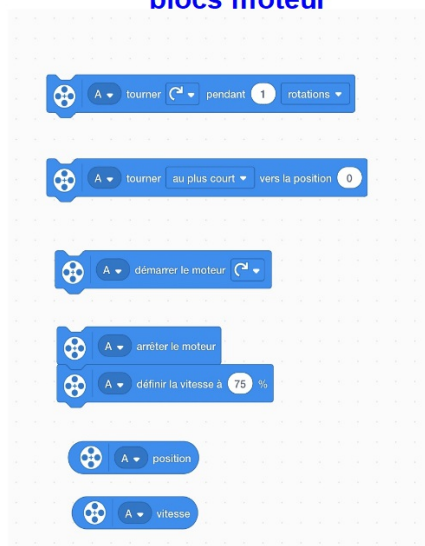 blocs moteur
A tourner pendant 1 rotations
A tourner au plus court vers la position 0
A démarrer le moteur
A arrêter le moteur
A définir la vitesse à 75 %
A position
A vitesse